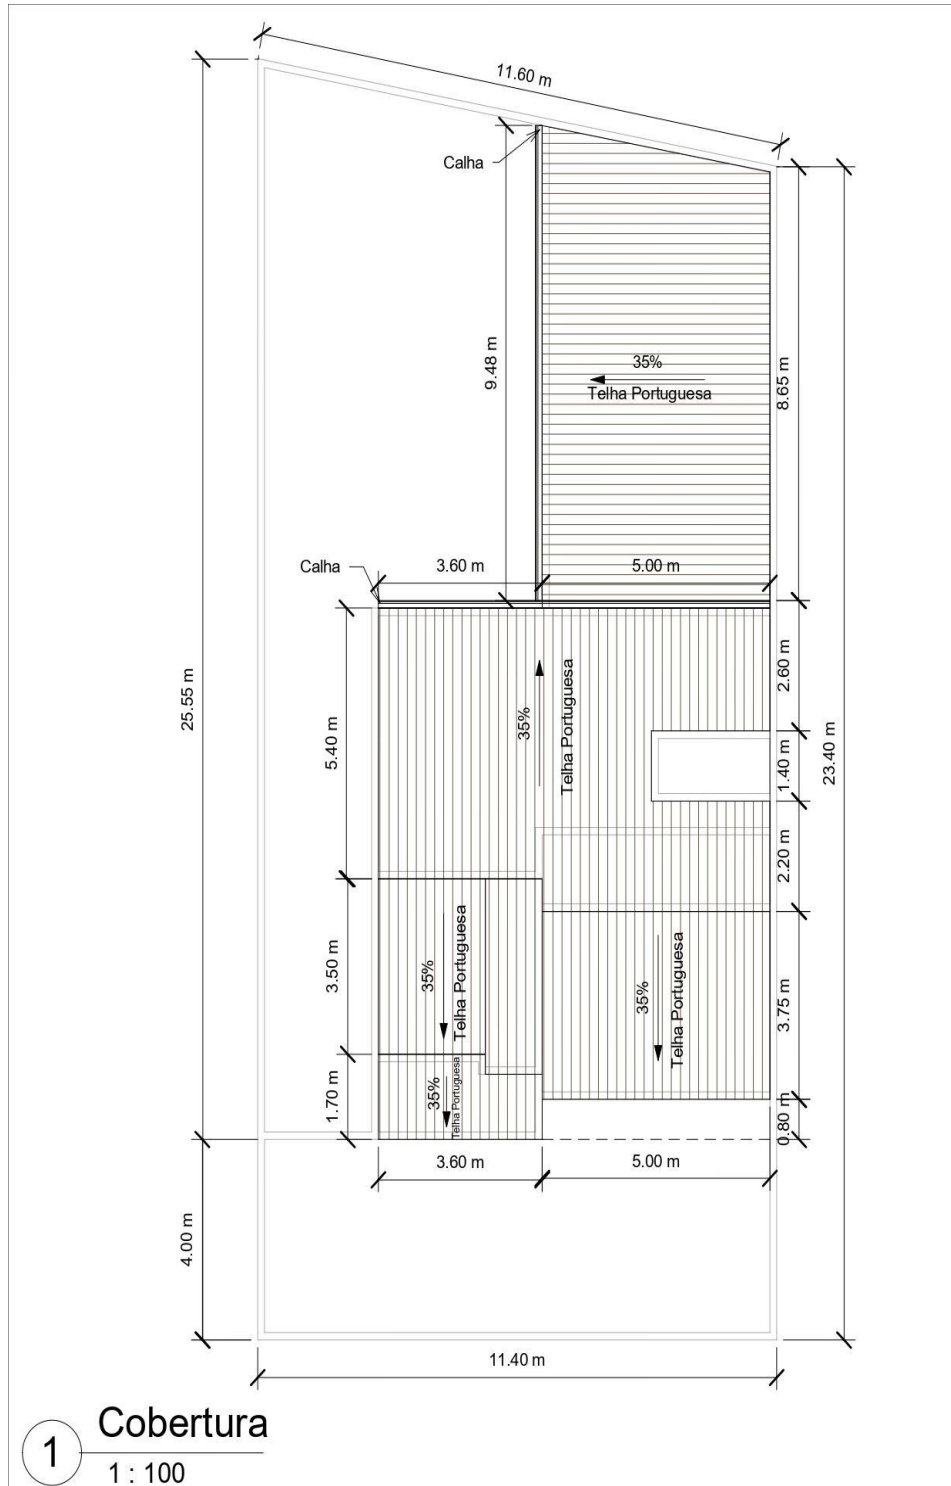 11.60 m
Calha
9.48 m
35%
Telha Portuguesa
8.65 m
Calha
3.60 m
5.00 m
25.55 m
5.40 m
35%
Telha Portuguesa
2.60 m
1.40 m
23.40 m
2.20 m
3.50 m
35%
Telha Portuguesa
35%
Telha Portuguesa
3.75 m
1.70 m
35%
Telha Portuguesa
0.80 m
3.60 m
5.00 m
4.00 m
11.40 m
1
Cobertura
1 : 100